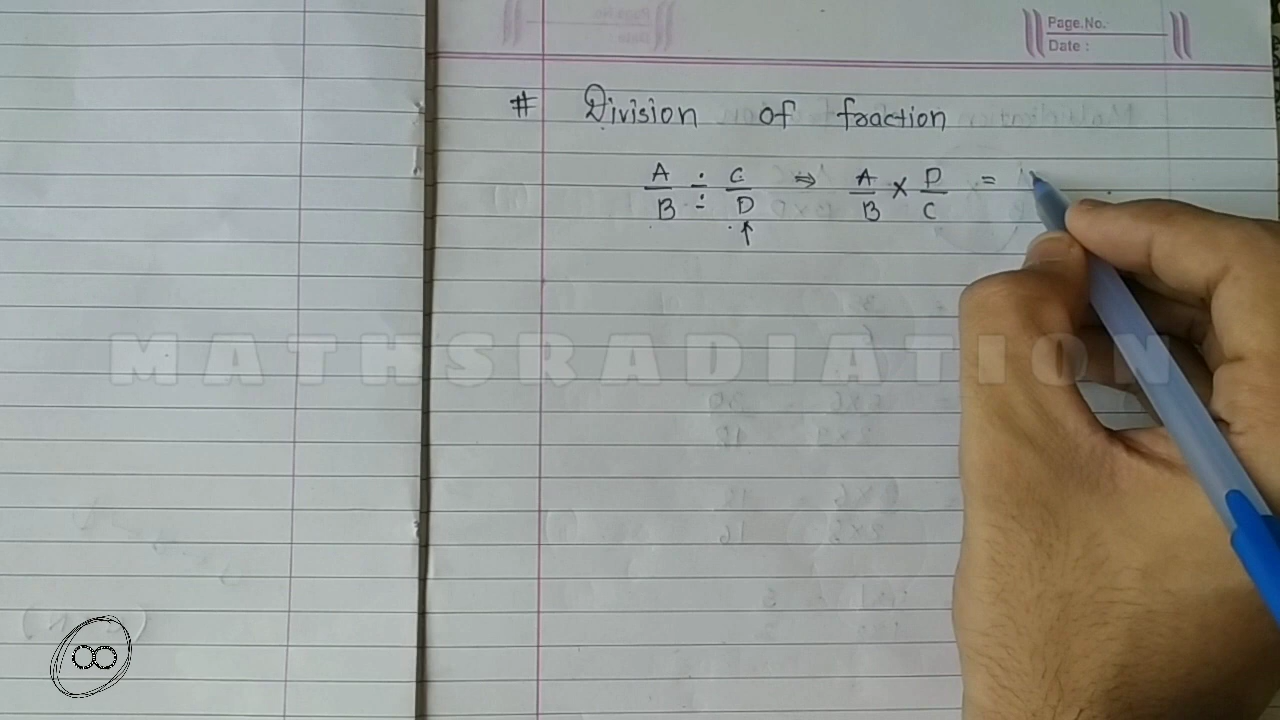 Page.No.
Date :
# Division of fraction
A/B ÷ C/D ⇒ A/B × D/C =
MATHSRADIATION